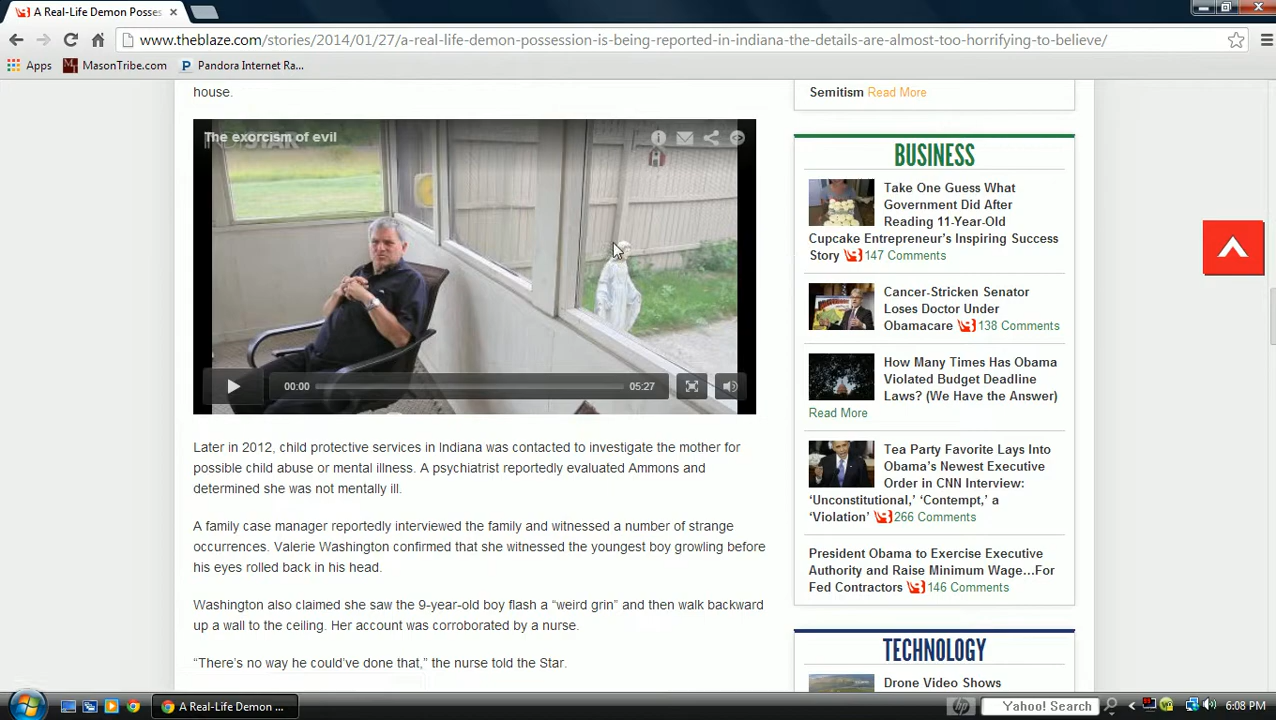 A Real-Life Demon Posses
www.theblaze.com/stories/2014/01/27/a-real-life-demon-possession-is-being-reported-in-indiana-the-details-are-almost-too-horrifying-to-believe/
Apps
MasonTribe.com
Pandora Internet Ra...
house.
The exorcism of evil
00:00
05:27
Later in 2012, child protective services in Indiana was contacted to investigate the mother for
possible child abuse or mental illness. A psychiatrist reportedly evaluated Ammons and
determined she was not mentally ill.
A family case manager reportedly interviewed the family and witnessed a number of strange
occurrences. Valerie Washington confirmed that she witnessed the youngest boy growling before
his eyes rolled back in his head.
Washington also claimed she saw the 9-year-old boy flash a “weird grin” and then walk backward
up a wall to the ceiling. Her account was corroborated by a nurse.
“There’s no way he could’ve done that,” the nurse told the Star.
Semitism Read More
BUSINESS
Take One Guess What
Government Did After
Reading 11-Year-Old
Cupcake Entrepreneur’s Inspiring Success
Story 147 Comments
Cancer-Stricken Senator
Loses Doctor Under
Obamacare 138 Comments
How Many Times Has Obama
Violated Budget Deadline
Laws? (We Have the Answer)
Read More
Tea Party Favorite Lays Into
Obama’s Newest Executive
Order in CNN Interview:
‘Unconstitutional,’ ‘Contempt,’ a
‘Violation’ 266 Comments
President Obama to Exercise Executive
Authority and Raise Minimum Wage…For
Fed Contractors 146 Comments
TECHNOLOGY
Drone Video Shows
A Real-Life Demon ...
hp
Yahoo! Search
6:08 PM